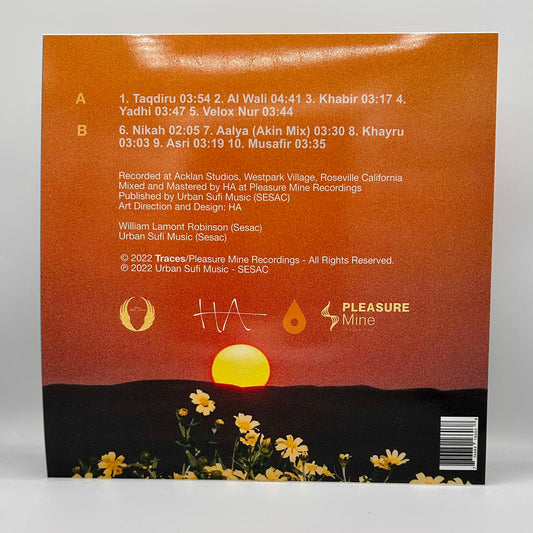 A
1. Taqdiru 03:54 2. Al Wali 04:41 3. Khabir 03:17 4.
Yadhi 03:47 5. Velox Nur 03:44
B
6. Nikah 02:05 7. Aalya (Akin Mix) 03:30 8. Khayru
03:03 9. Asri 03:19 10. Musafir 03:35
Recorded at Acklan Studios, Westpark Village, Roseville California
Mixed and Mastered by HA at Pleasure Mine Recordings
Published by Urban Sufi Music (SESAC)
Art Direction and Design: HA
William Lamont Robinson (Sesac)
Urban Sufi Music (Sesac)
© 2022 Traces/Pleasure Mine Recordings - All Rights Reserved.
℗ 2022 Urban Sufi Music - SESAC
HA
PLEASURE
Mine